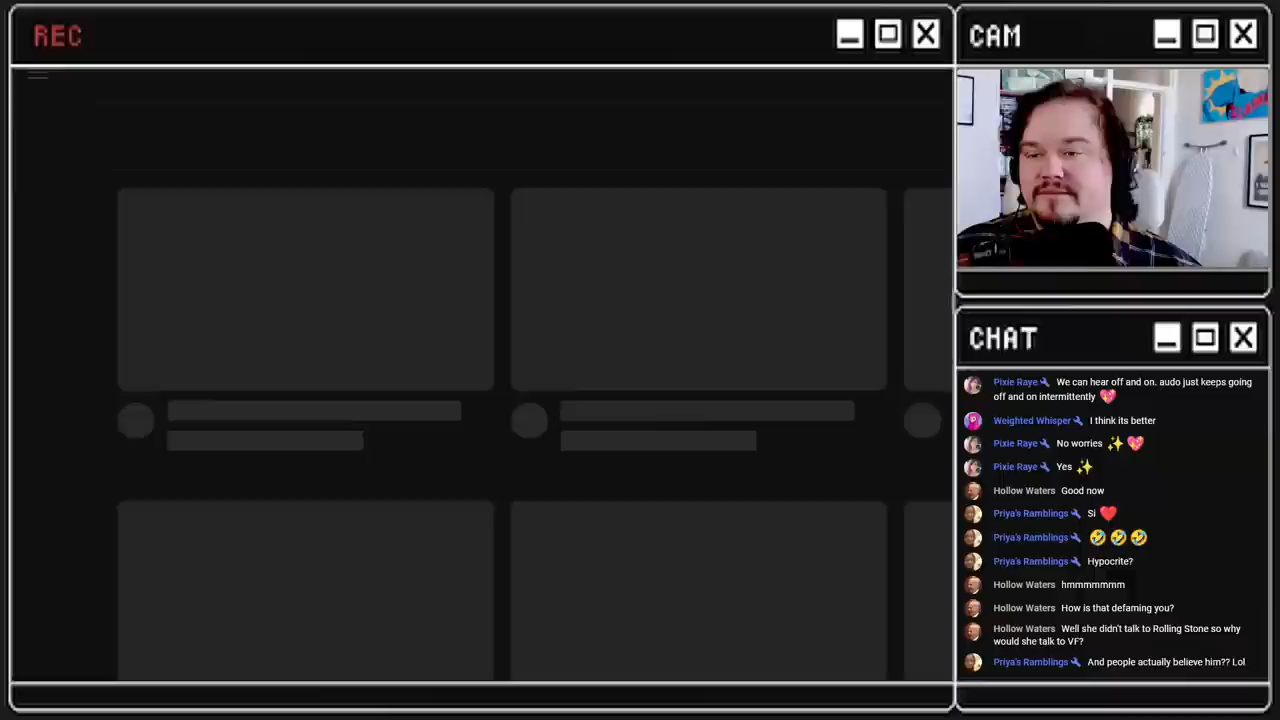 REC
CAM
CHAT
Pixie Raye We can hear off and on. audo just keeps going
off and on intermittently 💖
Weighted Whisper I think its better
Pixie Raye No worries ✨ 💖
Pixie Raye Yes ✨
Hollow Waters Good now
Priya's Ramblings Si ❤️
Priya's Ramblings 🤣 🤣 🤣
Priya's Ramblings Hypocrite?
Hollow Waters hmmmmmmm
Hollow Waters How is that defaming you?
Hollow Waters Well she didn't talk to Rolling Stone so why
would she talk to VF?
Priya's Ramblings And people actually believe him?? Lol